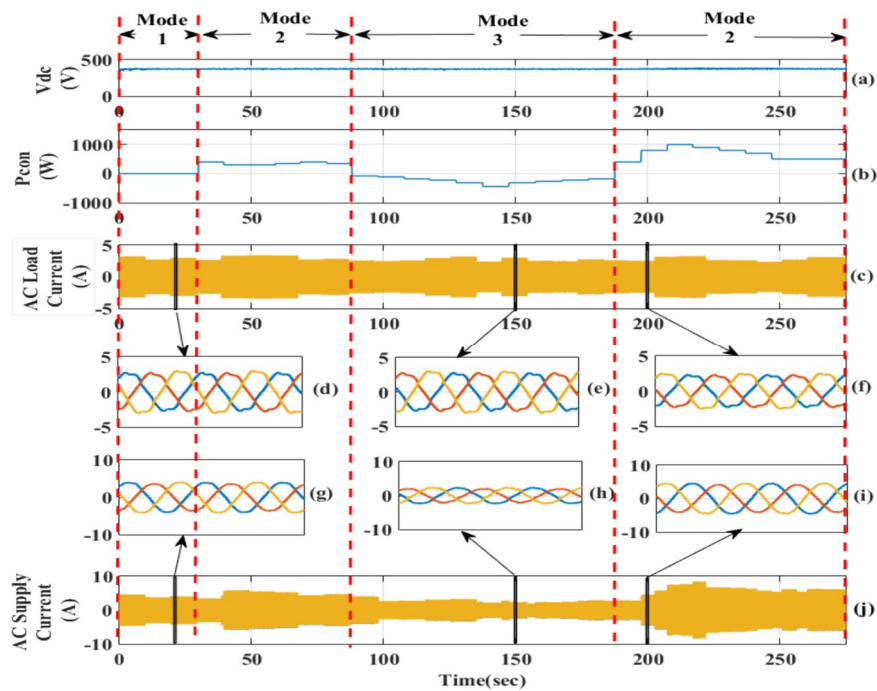 Mode Mode Mode Mode
1 2 3 2
500
0
Vdc
(V)
(a)
0 50 100 150 200 250
1000
0
-1000
Pcon
(W)
(b)
0 50 100 150 200 250
5
0
-5
AC Load
Current
(A)
(c)
0 50 100 150 200 250
5
0
-5
(d)
5
0
-5
(e)
5
0
-5
(f)
10
0
-10
(g)
10
0
-10
(h)
10
0
-10
(i)
10
0
-10
AC Supply
Current
(A)
(j)
0 50 100 150 200 250
Time(sec)